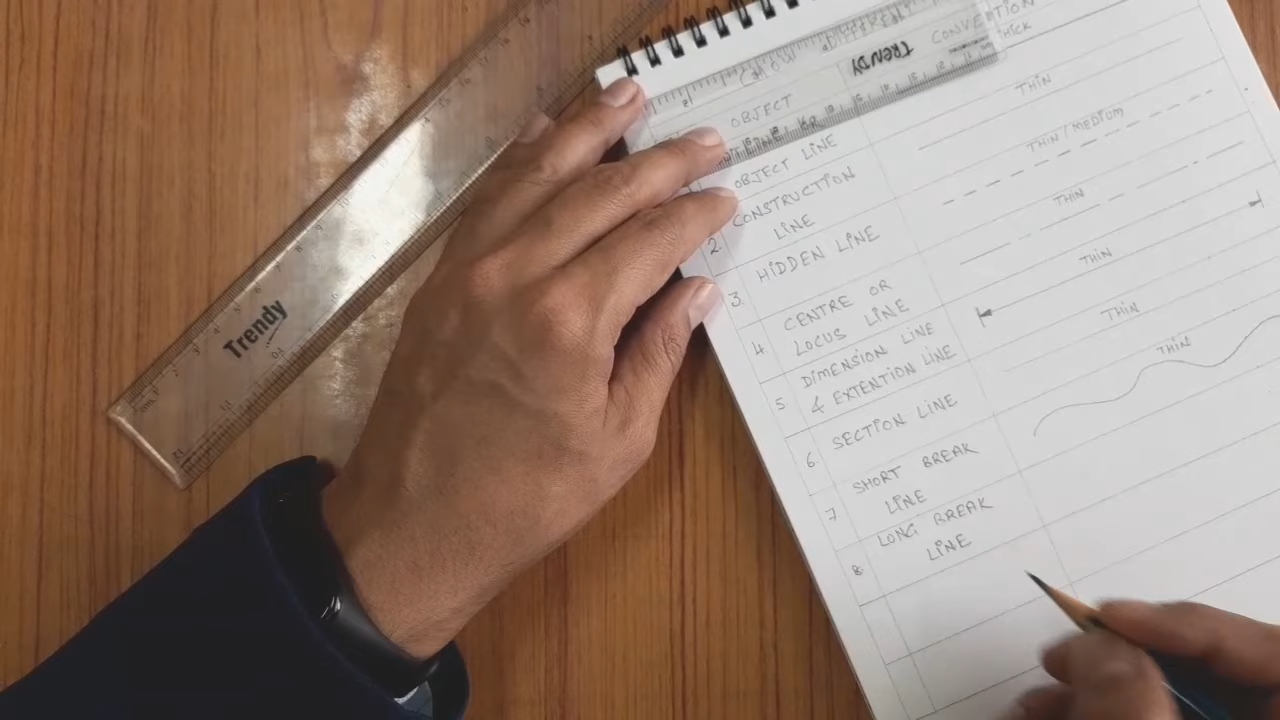 Trendy
TRENDY
CONVENTION
OBJECT
THICK
OBJECT LINE
THIN
2. CONSTRUCTION
LINE
THIN/MEDIUM
3. HIDDEN LINE
THIN
4 CENTRE OR
LOCUS LINE
THIN
5 DIMENSION LINE
& EXTENTION LINE
THIN
6. SECTION LINE
THIN
7 SHORT BREAK
LINE
8. LONG BREAK
LINE